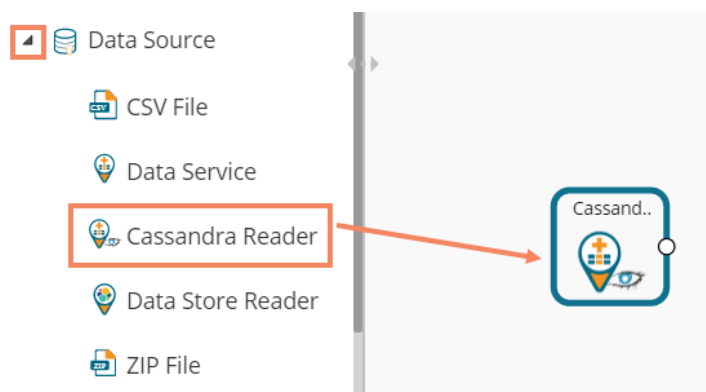 Data Source
CSV File
Data Service
Cassandra Reader
Data Store Reader
ZIP File
Cassand..